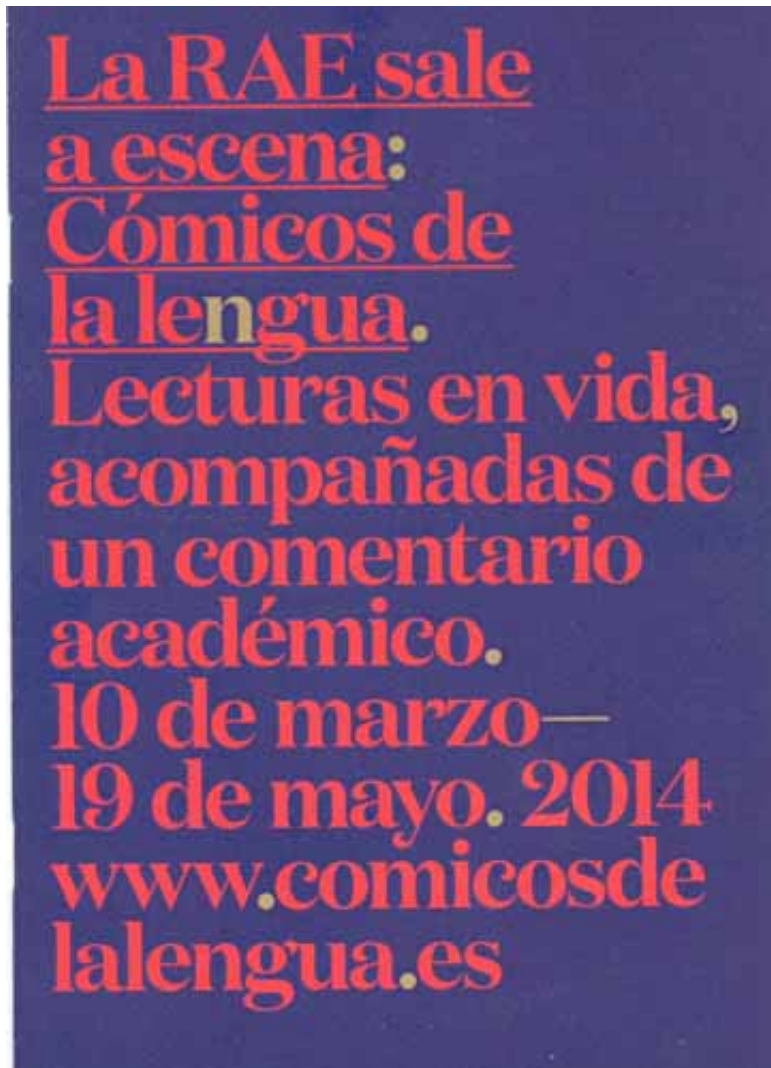 La RAE sale
a escena:
Cómicos de
la lengua.
Lecturas en vida,
acompañadas de
un comentario
académico.
10 de marzo—
19 de mayo. 2014
www.comicosde
lalengua.es